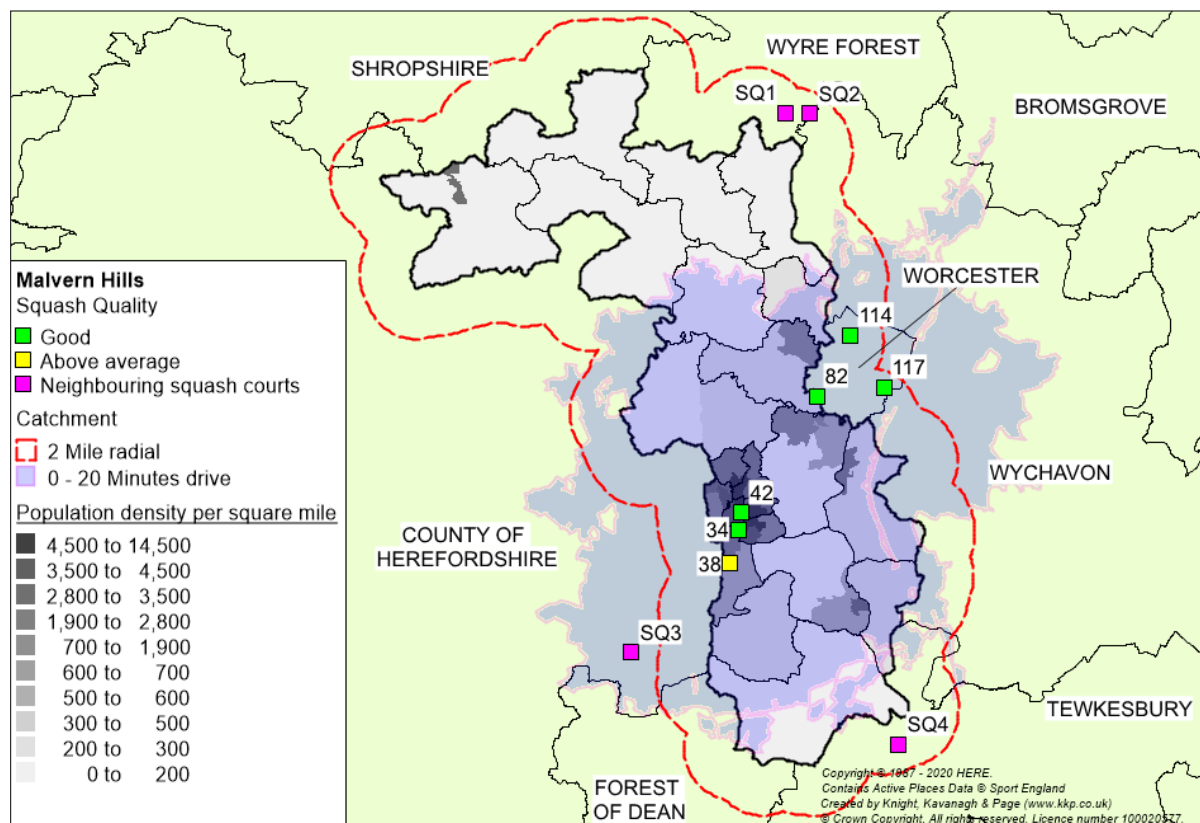 WYRE FOREST
SHROPSHIRE
SQ1
SQ2
BROMSGROVE
WORCESTER
114
82
117
WYCHAVON
42
34
38
COUNTY OF
HEREFORDSHIRE
SQ3
SQ4
TEWKESBURY
FOREST
OF DEAN
Malvern Hills
Squash Quality
Good
Above average
Neighbouring squash courts
Catchment
2 Mile radial
0 - 20 Minutes drive
Population density per square mile
4,500 to 14,500
3,500 to 4,500
2,800 to 3,500
1,900 to 2,800
700 to 1,900
600 to 700
500 to 600
300 to 500
200 to 300
0 to 200
Copyright © 1987 - 2020 HERE.
Contains Active Places Data © Sport England
Created by Knight, Kavanagh & Page (www.kkp.co.uk)
© Crown Copyright. All rights reserved. Licence number 100020577.